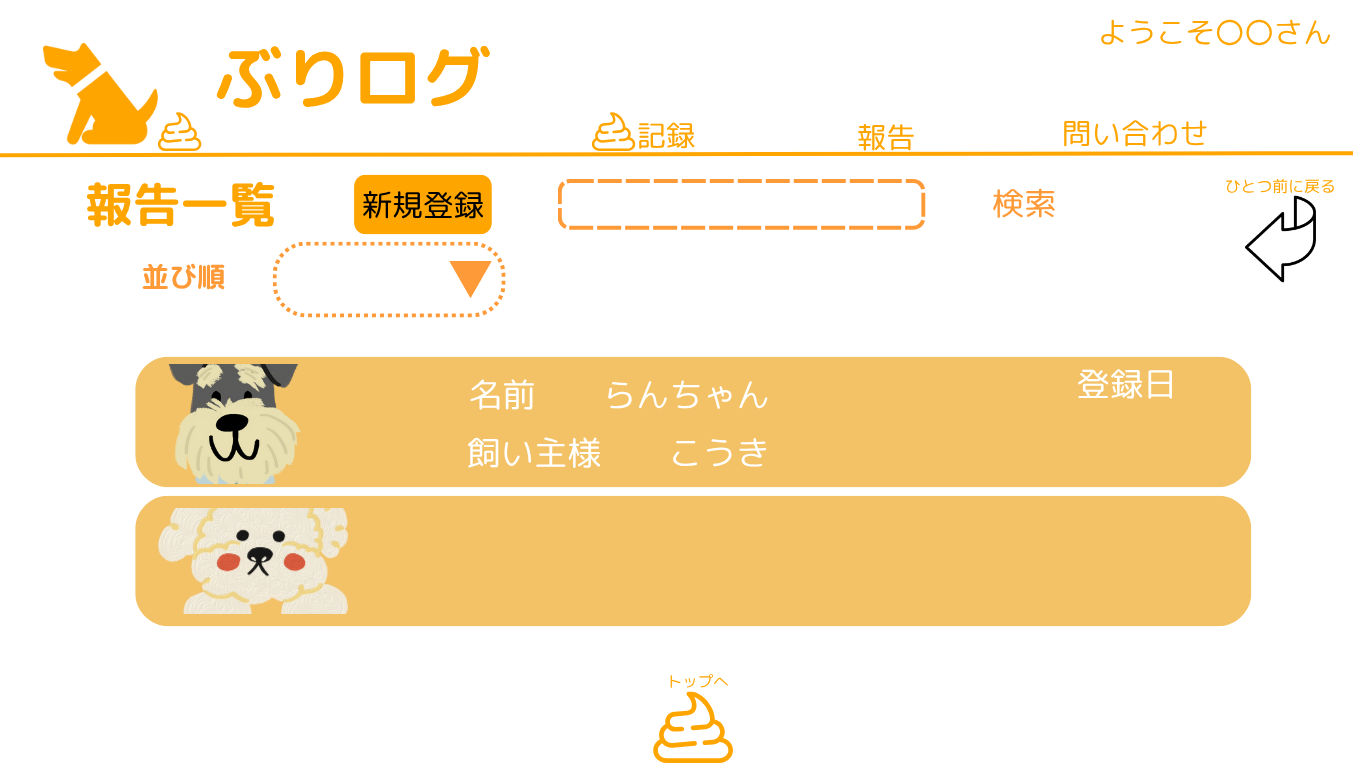 ようこそ〇〇さん
ぶりログ
記録 報告 問い合わせ
報告一覧 新規登録 検索 ひとつ前に戻る
並び順
名前 らんちゃん 登録日
飼い主様 こうき
トップへ